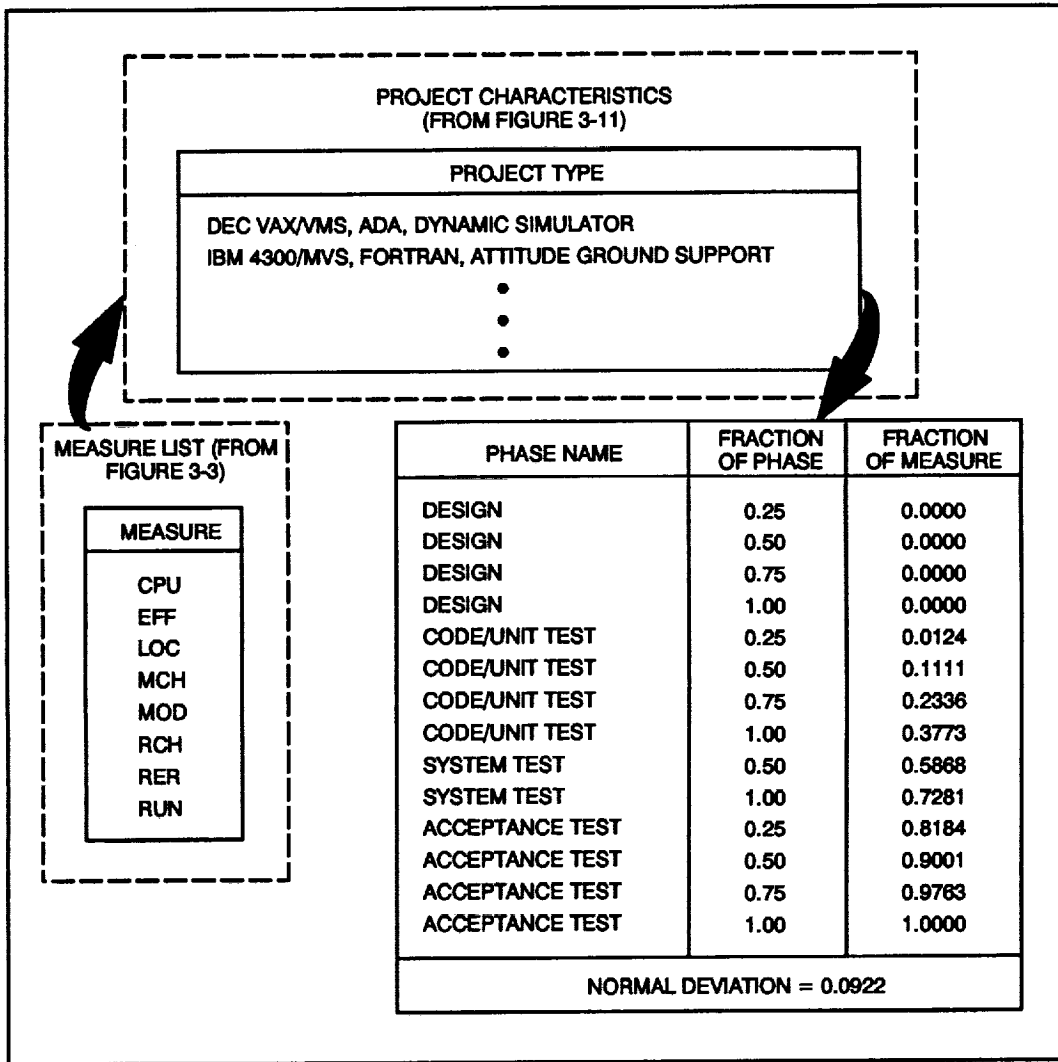 PROJECT CHARACTERISTICS
(FROM FIGURE 3-11)
PROJECT TYPE
DEC VAX/VMS, ADA, DYNAMIC SIMULATOR
IBM 4300/MVS, FORTRAN, ATTITUDE GROUND SUPPORT
MEASURE LIST (FROM
FIGURE 3-3)
MEASURE
CPU
EFF
LOC
MCH
MOD
RCH
RER
RUN
PHASE NAME FRACTION OF PHASE FRACTION OF MEASURE
DESIGN 0.25 0.0000
DESIGN 0.50 0.0000
DESIGN 0.75 0.0000
DESIGN 1.00 0.0000
CODE/UNIT TEST 0.25 0.0124
CODE/UNIT TEST 0.50 0.1111
CODE/UNIT TEST 0.75 0.2336
CODE/UNIT TEST 1.00 0.3773
SYSTEM TEST 0.50 0.5868
SYSTEM TEST 1.00 0.7281
ACCEPTANCE TEST 0.25 0.8184
ACCEPTANCE TEST 0.50 0.9001
ACCEPTANCE TEST 0.75 0.9763
ACCEPTANCE TEST 1.00 1.0000
NORMAL DEVIATION = 0.0922